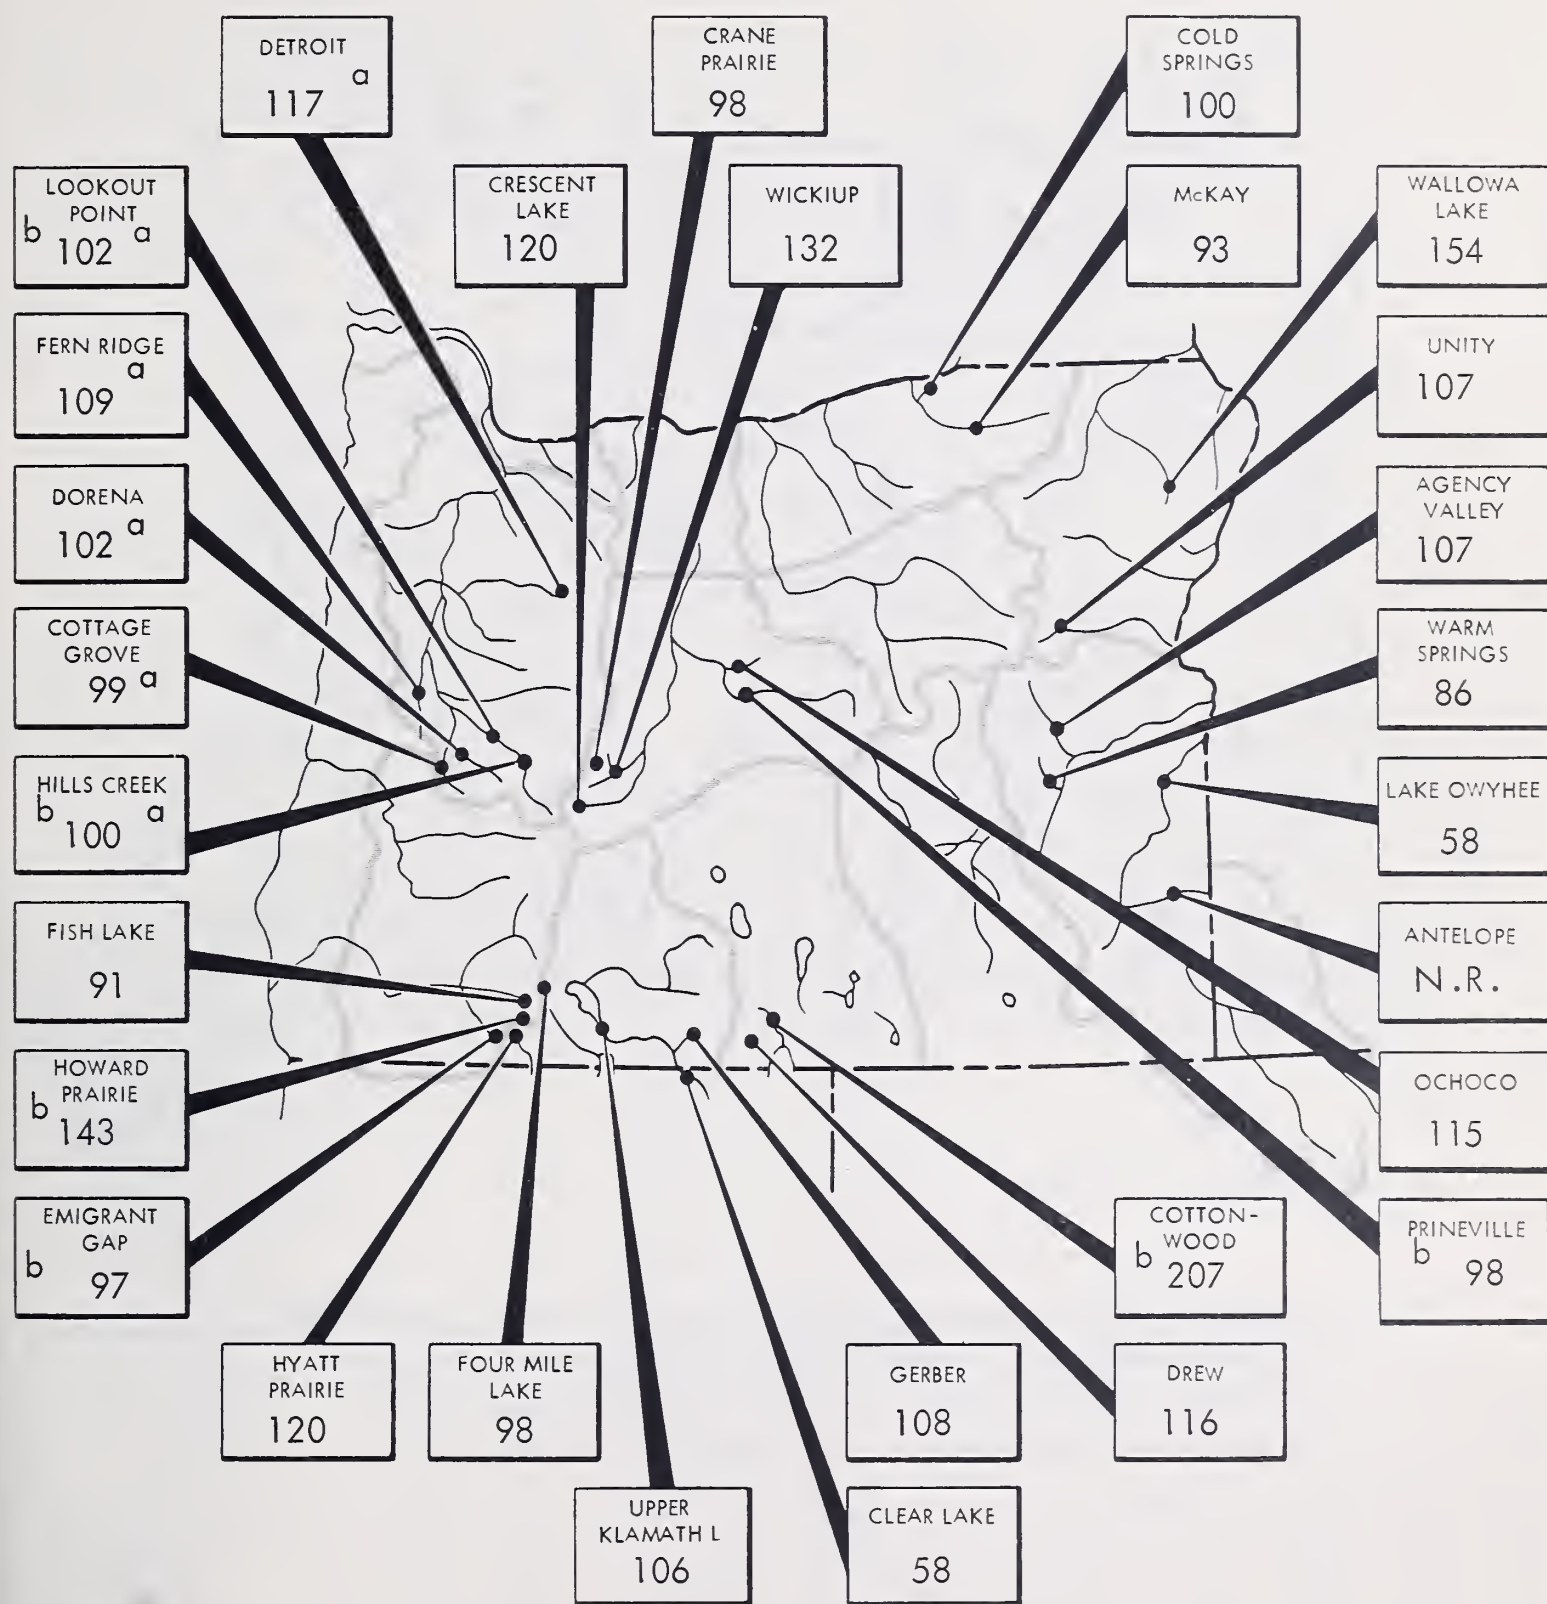 DETROIT
a
117
CRANE
PRAIRIE
98
COLD
SPRINGS
100
LOOKOUT
POINT
b 102 a
CRESCENT
LAKE
120
WICKIUP
132
McKAY
93
WALLOWA
LAKE
154
FERN RIDGE
a
109
UNITY
107
DORENA
102 a
AGENCY
VALLEY
107
COTTAGE
GROVE
99 a
WARM
SPRINGS
86
HILLS CREEK
b 100 a
LAKE OWYHEE
58
FISH LAKE
91
ANTELOPE
N.R.
HOWARD
PRAIRIE
b 143
OCHOCO
115
EMIGRANT
GAP
b 97
COTTON-
WOOD
b 207
PRINEVILLE
b 98
HYATT
PRAIRIE
120
FOUR MILE
LAKE
98
GERBER
108
DREW
116
UPPER
KLAMATH L
106
CLEAR LAKE
58